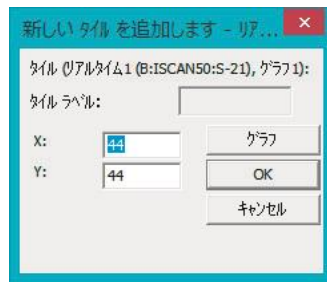 新しい タイル を追加します - リア...
タイル (リアルタイム1 (B:ISCAN50:S-21), グラフ1):
タイル ラベル:
X: 44 グラフ
Y: 44 OK
キャンセル